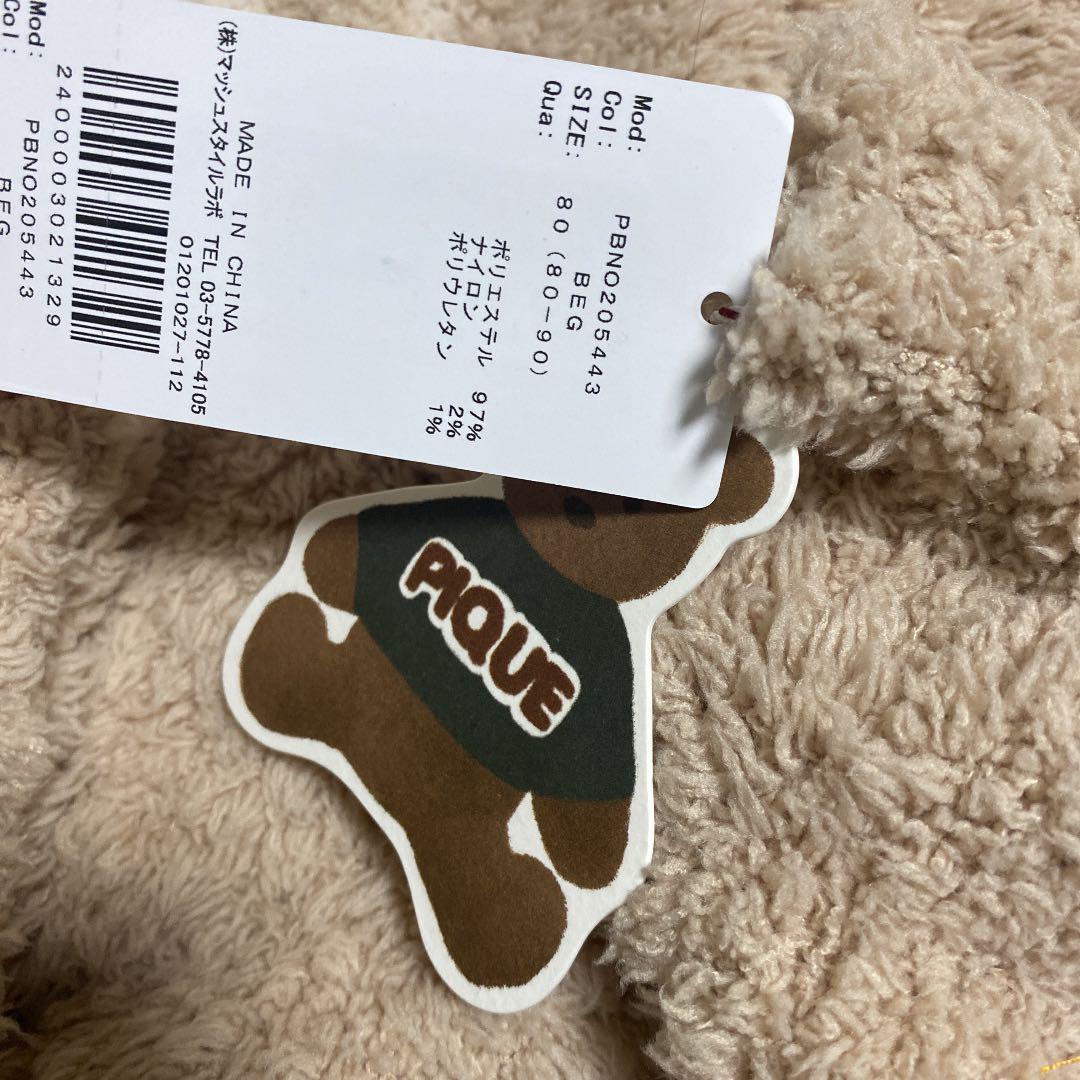 Mod: PBNO205443
Col: BEG
SIZE: 80(80-90)
Qua:
ポリエステル 97%
ナイロン 2%
ポリウレタン 1%
MADE IN CHINA
(株)マッシュスタイルラボ TEL 03-5778-4105
01201027-112
2400030213229
Mod: PBNO205443
Col: BEG
PIQUE